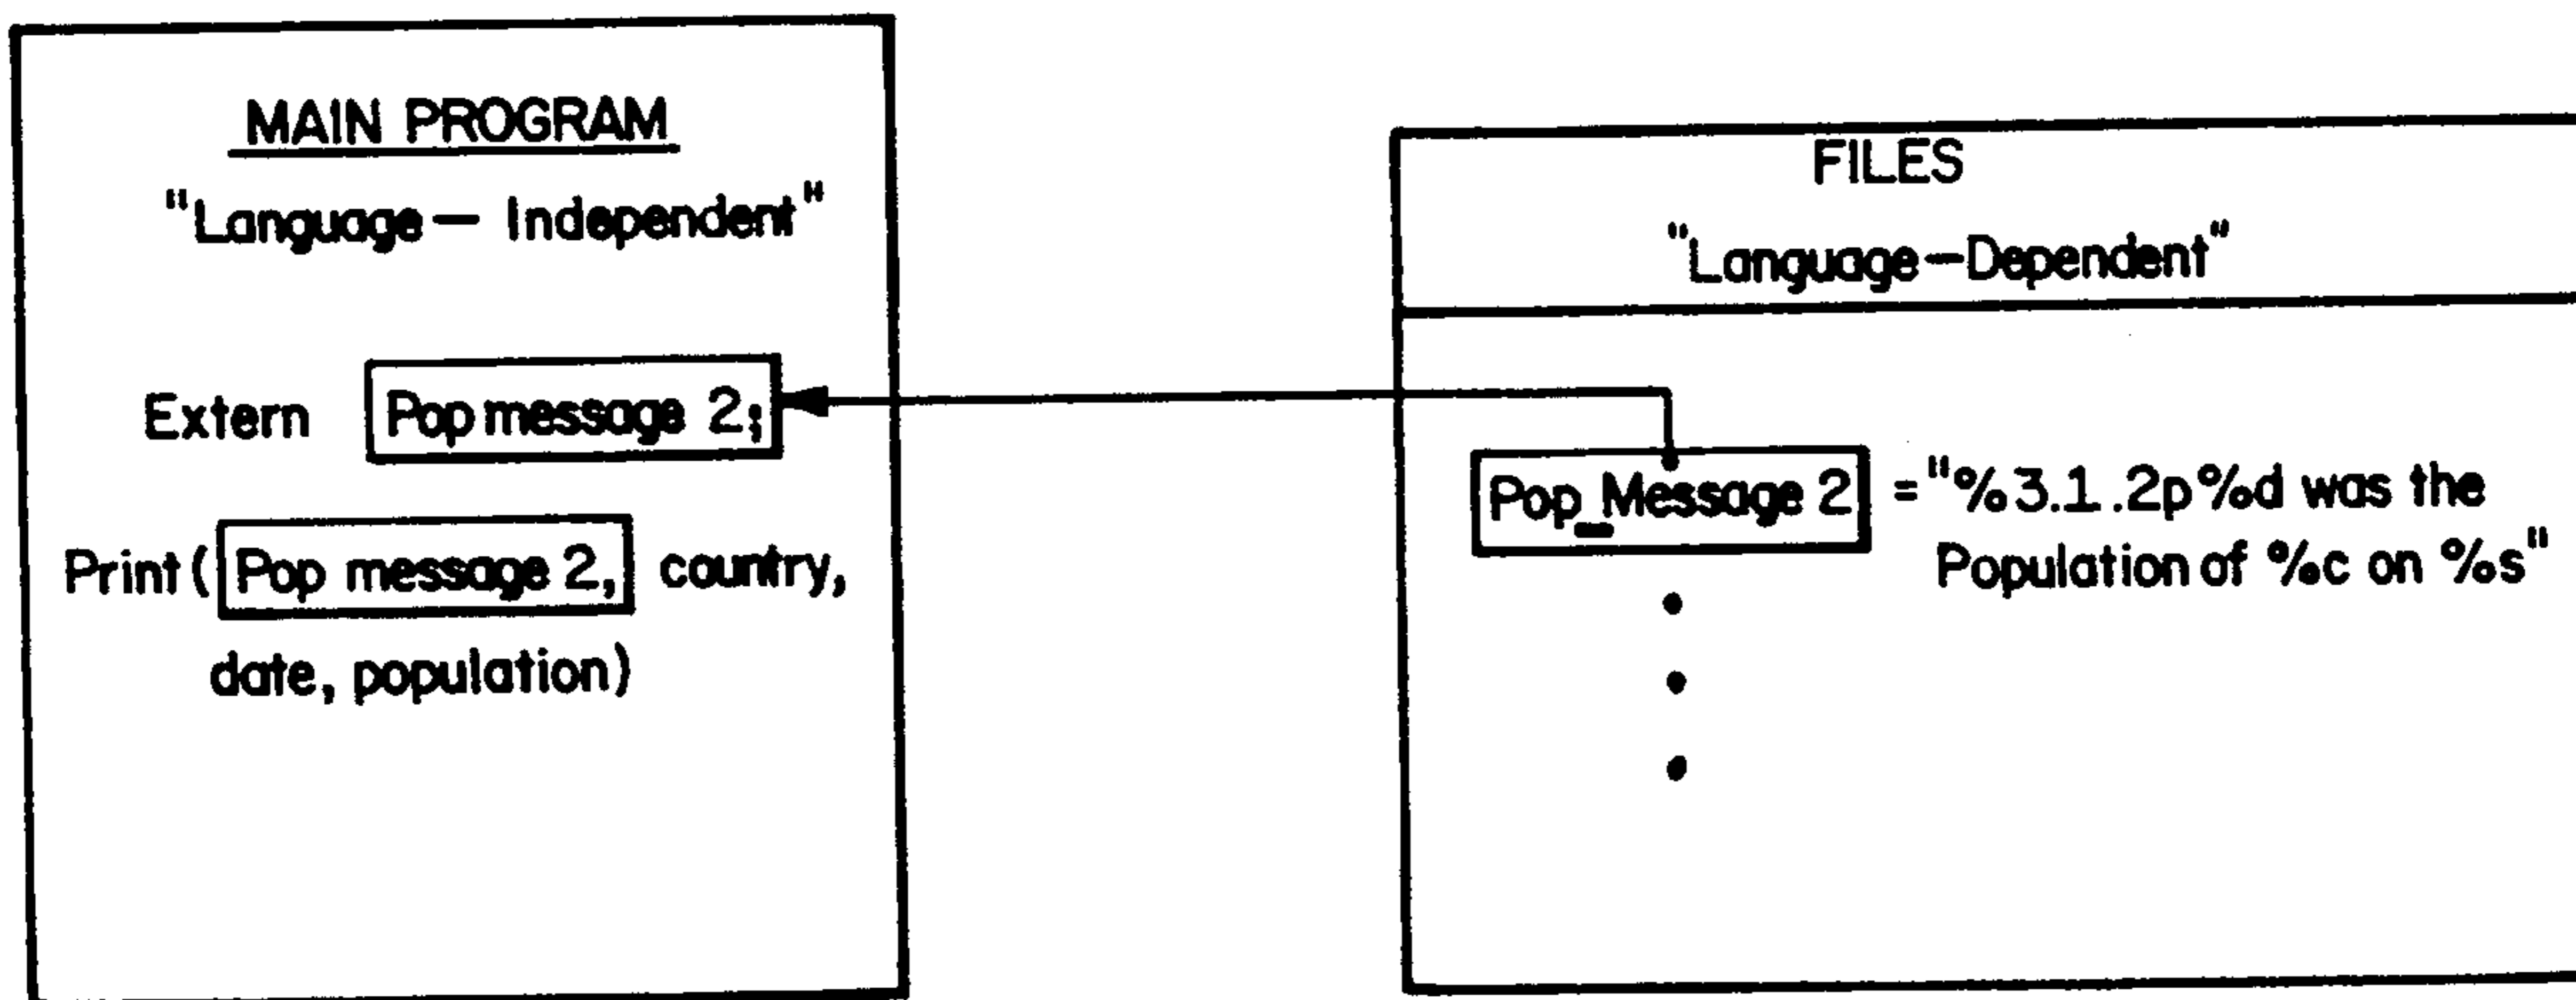 MAIN PROGRAM
"Language — Independent"
Extern Pop message 2;
Print( Pop message 2, country,
date, population)
FILES
"Language—Dependent"
Pop_Message 2 = "%3.1.2p%d was the
Population of %c on %s"